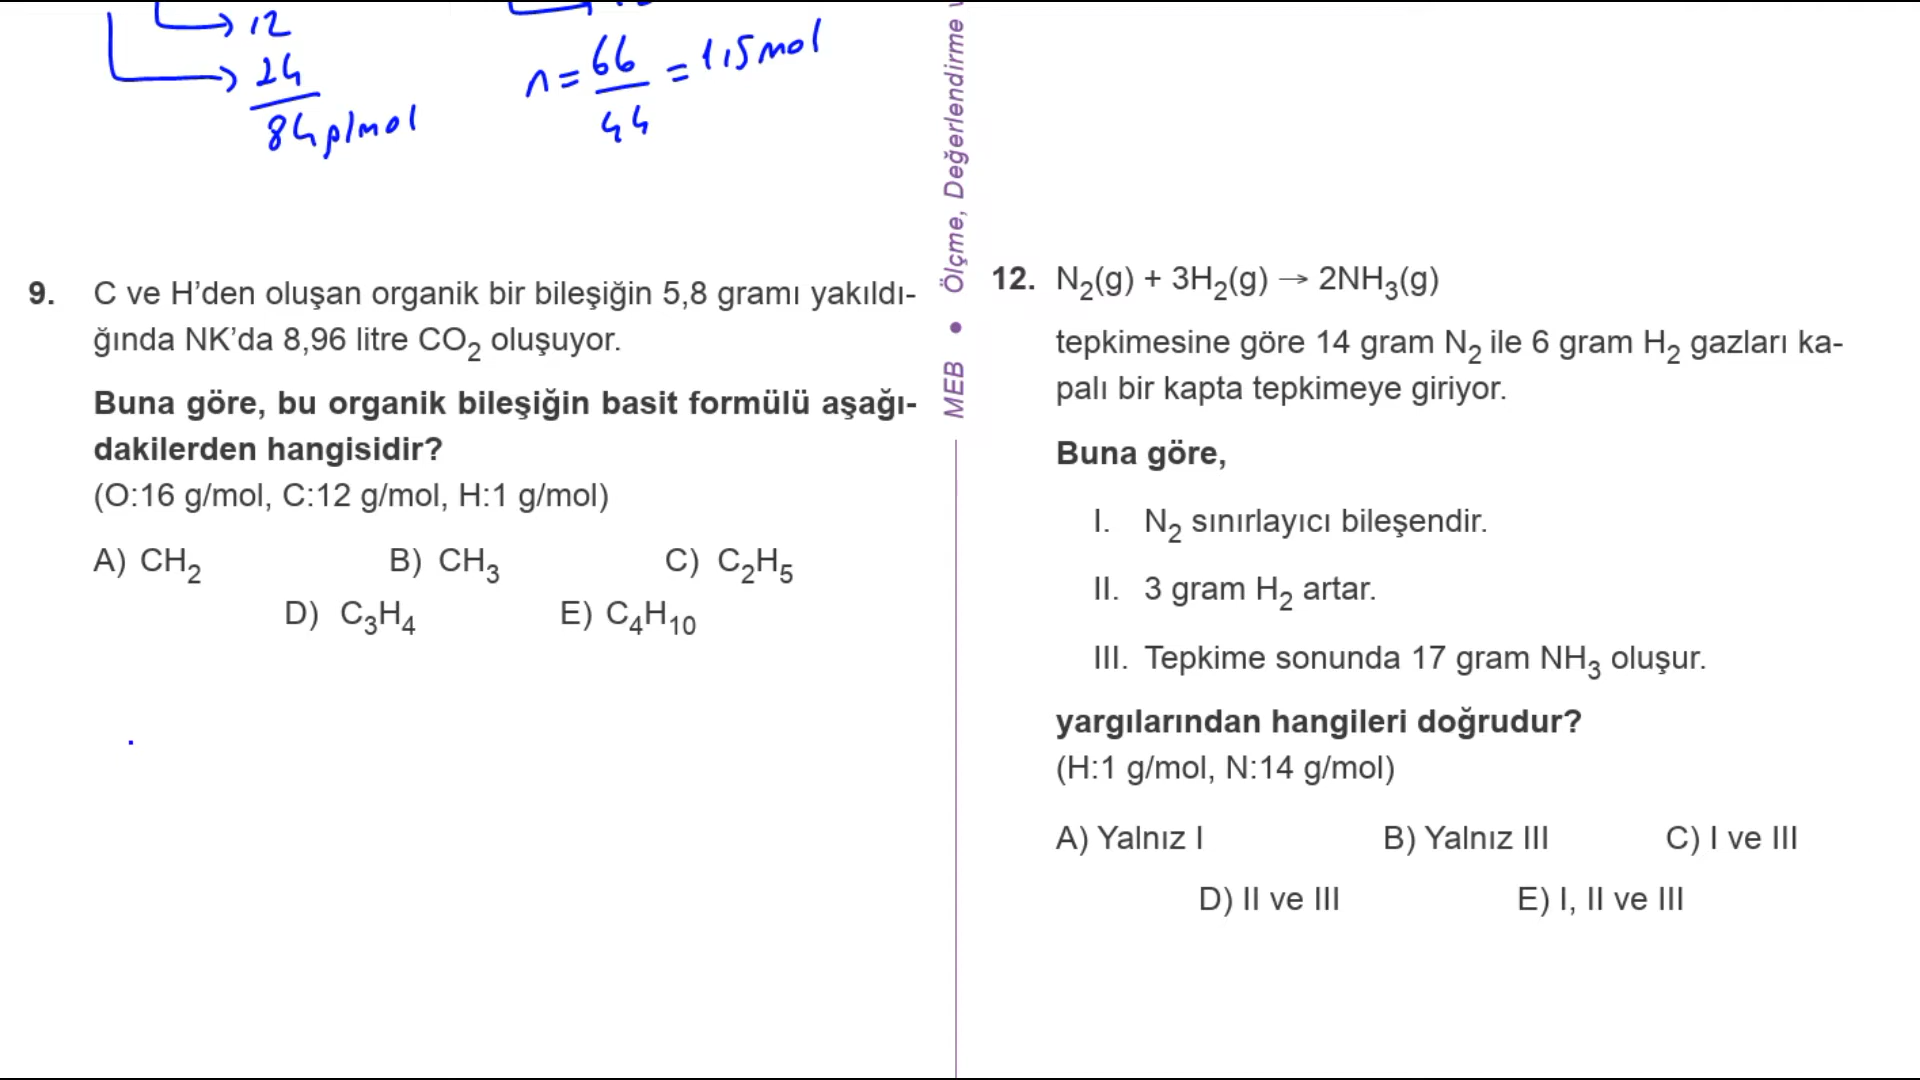 12
24
84 g/mol
n = 66/44 = 1,5 mol
9. C ve H’den oluşan organik bir bileşiğin 5,8 gramı yakıldı-
ğında NK’da 8,96 litre CO₂ oluşuyor.
Buna göre, bu organik bileşiğin basit formülü aşağı-
dakilerden hangisidir?
(O:16 g/mol, C:12 g/mol, H:1 g/mol)
A) CH₂ B) CH₃ C) C₂H₅
D) C₃H₄ E) C₄H₁₀
MEB • Ölçme, Değerlendirme
12. N₂(g) + 3H₂(g) → 2NH₃(g)
tepkimesine göre 14 gram N₂ ile 6 gram H₂ gazları ka-
palı bir kapta tepkimeye giriyor.
Buna göre,
I. N₂ sınırlayıcı bileşendir.
II. 3 gram H₂ artar.
III. Tepkime sonunda 17 gram NH₃ oluşur.
yargılarından hangileri doğrudur?
(H:1 g/mol, N:14 g/mol)
A) Yalnız I B) Yalnız III C) I ve III
D) II ve III E) I, II ve III